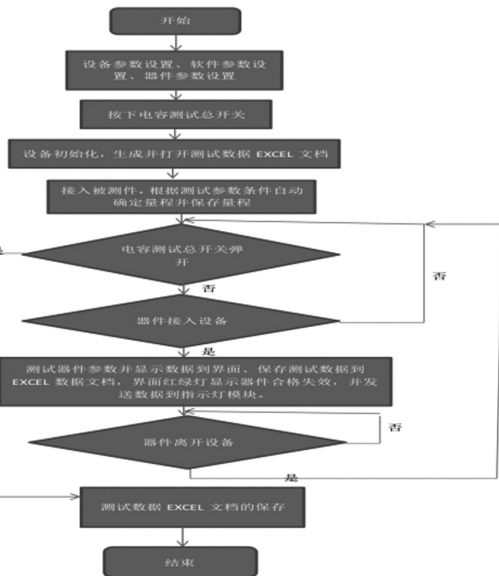 开始
设备参数设置、软件参数设
置、器件参数设置
按下电容测试总开关
设备初始化，生成并打开测试数据 EXCEL 文档
接入被测件，根据测试参数条件自动
确定量程并保存量程
电容测试总开关弹
开
否
否
器件接入设备
是
测试器件参数并显示数据到界面、保存测试数据到
EXCEL 数据文档，界面红绿灯显示器件合格失效，并发
送数据到指示灯模块。
否
器件离开设备
是
测试数据 EXCEL 文档的保存
结束